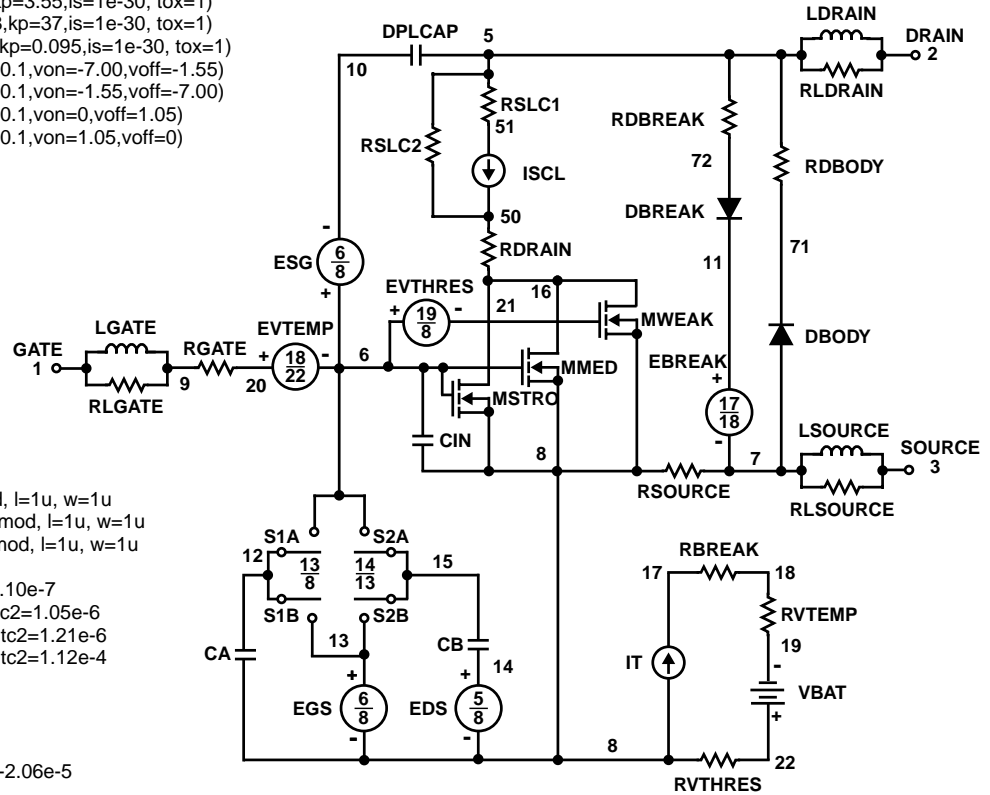 kp=3.55,is=1e-30, tox=1)
3,kp=37,is=1e-30, tox=1)
kp=0.095,is=1e-30, tox=1)
0.1,von=-7.00,voff=-1.55)
0.1,von=-1.55,voff=-7.00)
0.1,von=0,voff=1.05)
0.1,von=1.05,voff=0)
LDRAIN
DPLCAP
5
DRAIN
2
10
RLDRAIN
RSLC1
51
RDBREAK
RSLC2
72
RDBODY
ISCL
DBREAK
50
RDRAIN
71
ESG
6
8
11
EVTHRES
16
21
19
8
MWEAK
LGATE
EVTEMP
DBODY
GATE
1
RGATE
18
22
6
MMED
EBREAK
9
20
MSTRO
RLGATE
17
18
CIN
LSOURCE
8
7
SOURCE
3
RSOURCE
RLSOURCE
l, l=1u, w=1u
mod, l=1u, w=1u
mod, l=1u, w=1u
S1A
S2A
12
13
8
14
13
15
RBREAK
17
18
.10e-7
c2=1.05e-6
tc2=1.21e-6
tc2=1.12e-4
S1B
S2B
RVTEMP
13
CB
19
CA
14
IT
VBAT
EGS
6
8
EDS
5
8
8
22
-2.06e-5
RVTHRES
+
-
+
-
+
-
+
-
+
-
+
-
-
+